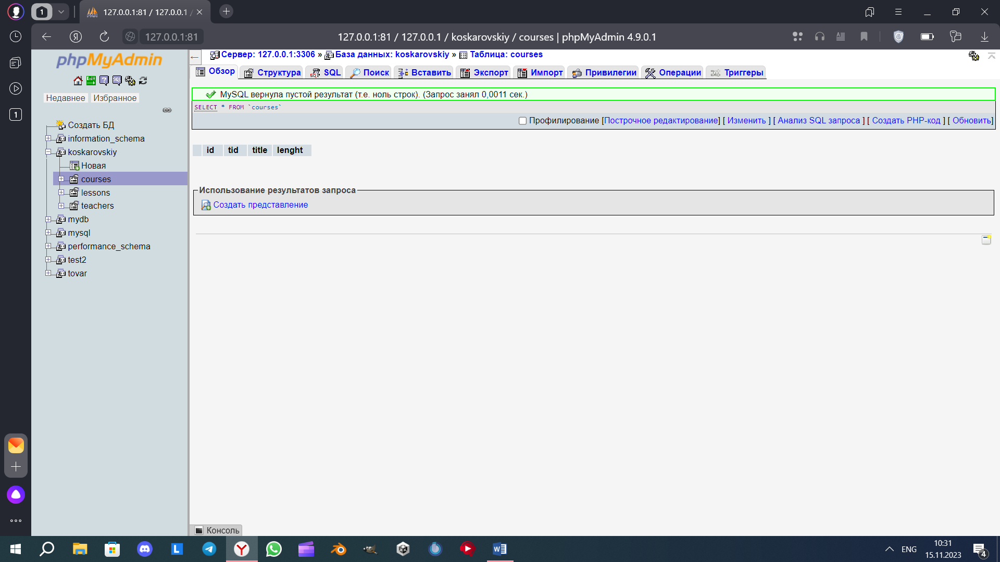 1
127.0.0.1:81 / 127.0.0.1 /
127.0.0.1:81
127.0.0.1:81 / 127.0.0.1 / koskarovskiy / courses | phpMyAdmin 4.9.0.1
1
phpMyAdmin
Недавнее Избранное
Создать БД
information_schema
koskarovskiy
Новая
courses
lessons
teachers
mydb
mysql
performance_schema
test2
tovar
Сервер: 127.0.0.1:3306 » База данных: koskarovskiy » Таблица: courses
Обзор Структура SQL Поиск Вставить Экспорт Импорт Привилегии Операции Триггеры
MySQL вернула пустой результат (т.е. ноль строк). (Запрос занял 0,0011 сек.)
SELECT * FROM `courses`
Профилирование [Построчное редактирование] [ Изменить ] [ Анализ SQL запроса ] [ Создать PHP-код ] [ Обновить]
id tid title lenght
Использование результатов запроса
Создать представление
Консоль
ENG
10:31
15.11.2023
4